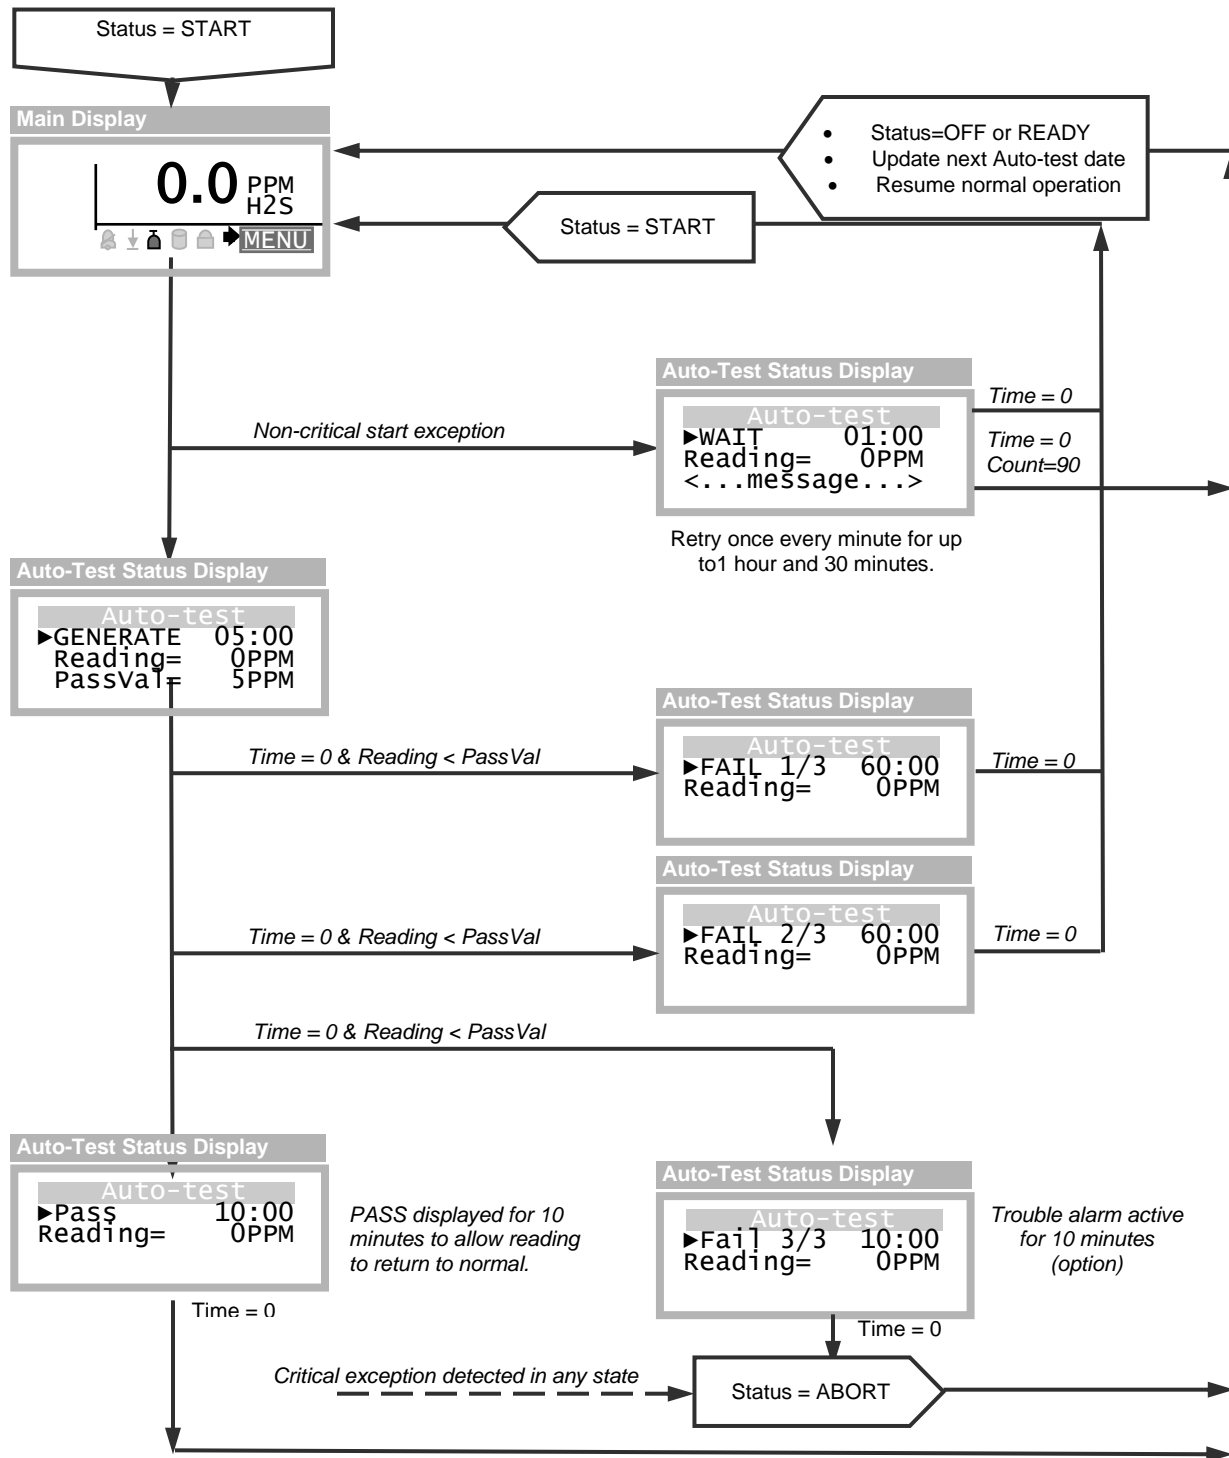 Status = START
Main Display
0.0 PPM
H2S
MENU
• Status=OFF or READY
• Update next Auto-test date
• Resume normal operation
Status = START
Non-critical start exception
Auto-Test Status Display
Auto-test
►WAIT 01:00
Reading= 0PPM
<...message...>
Time = 0
Time = 0
Count=90
Retry once every minute for up
to1 hour and 30 minutes.
Auto-Test Status Display
Auto-test
►GENERATE 05:00
Reading= 0PPM
PassVal= 5PPM
Time = 0 & Reading < PassVal
Auto-Test Status Display
Auto-test
►FAIL 1/3 60:00
Reading= 0PPM
Time = 0
Time = 0 & Reading < PassVal
Auto-Test Status Display
Auto-test
►FAIL 2/3 60:00
Reading= 0PPM
Time = 0
Time = 0 & Reading < PassVal
Auto-Test Status Display
Auto-test
►Pass 10:00
Reading= 0PPM
PASS displayed for 10
minutes to allow reading
to return to normal.
Time = 0
Auto-Test Status Display
Auto-test
►Fail 3/3 10:00
Reading= 0PPM
Trouble alarm active
for 10 minutes
(option)
Time = 0
Critical exception detected in any state
Status = ABORT